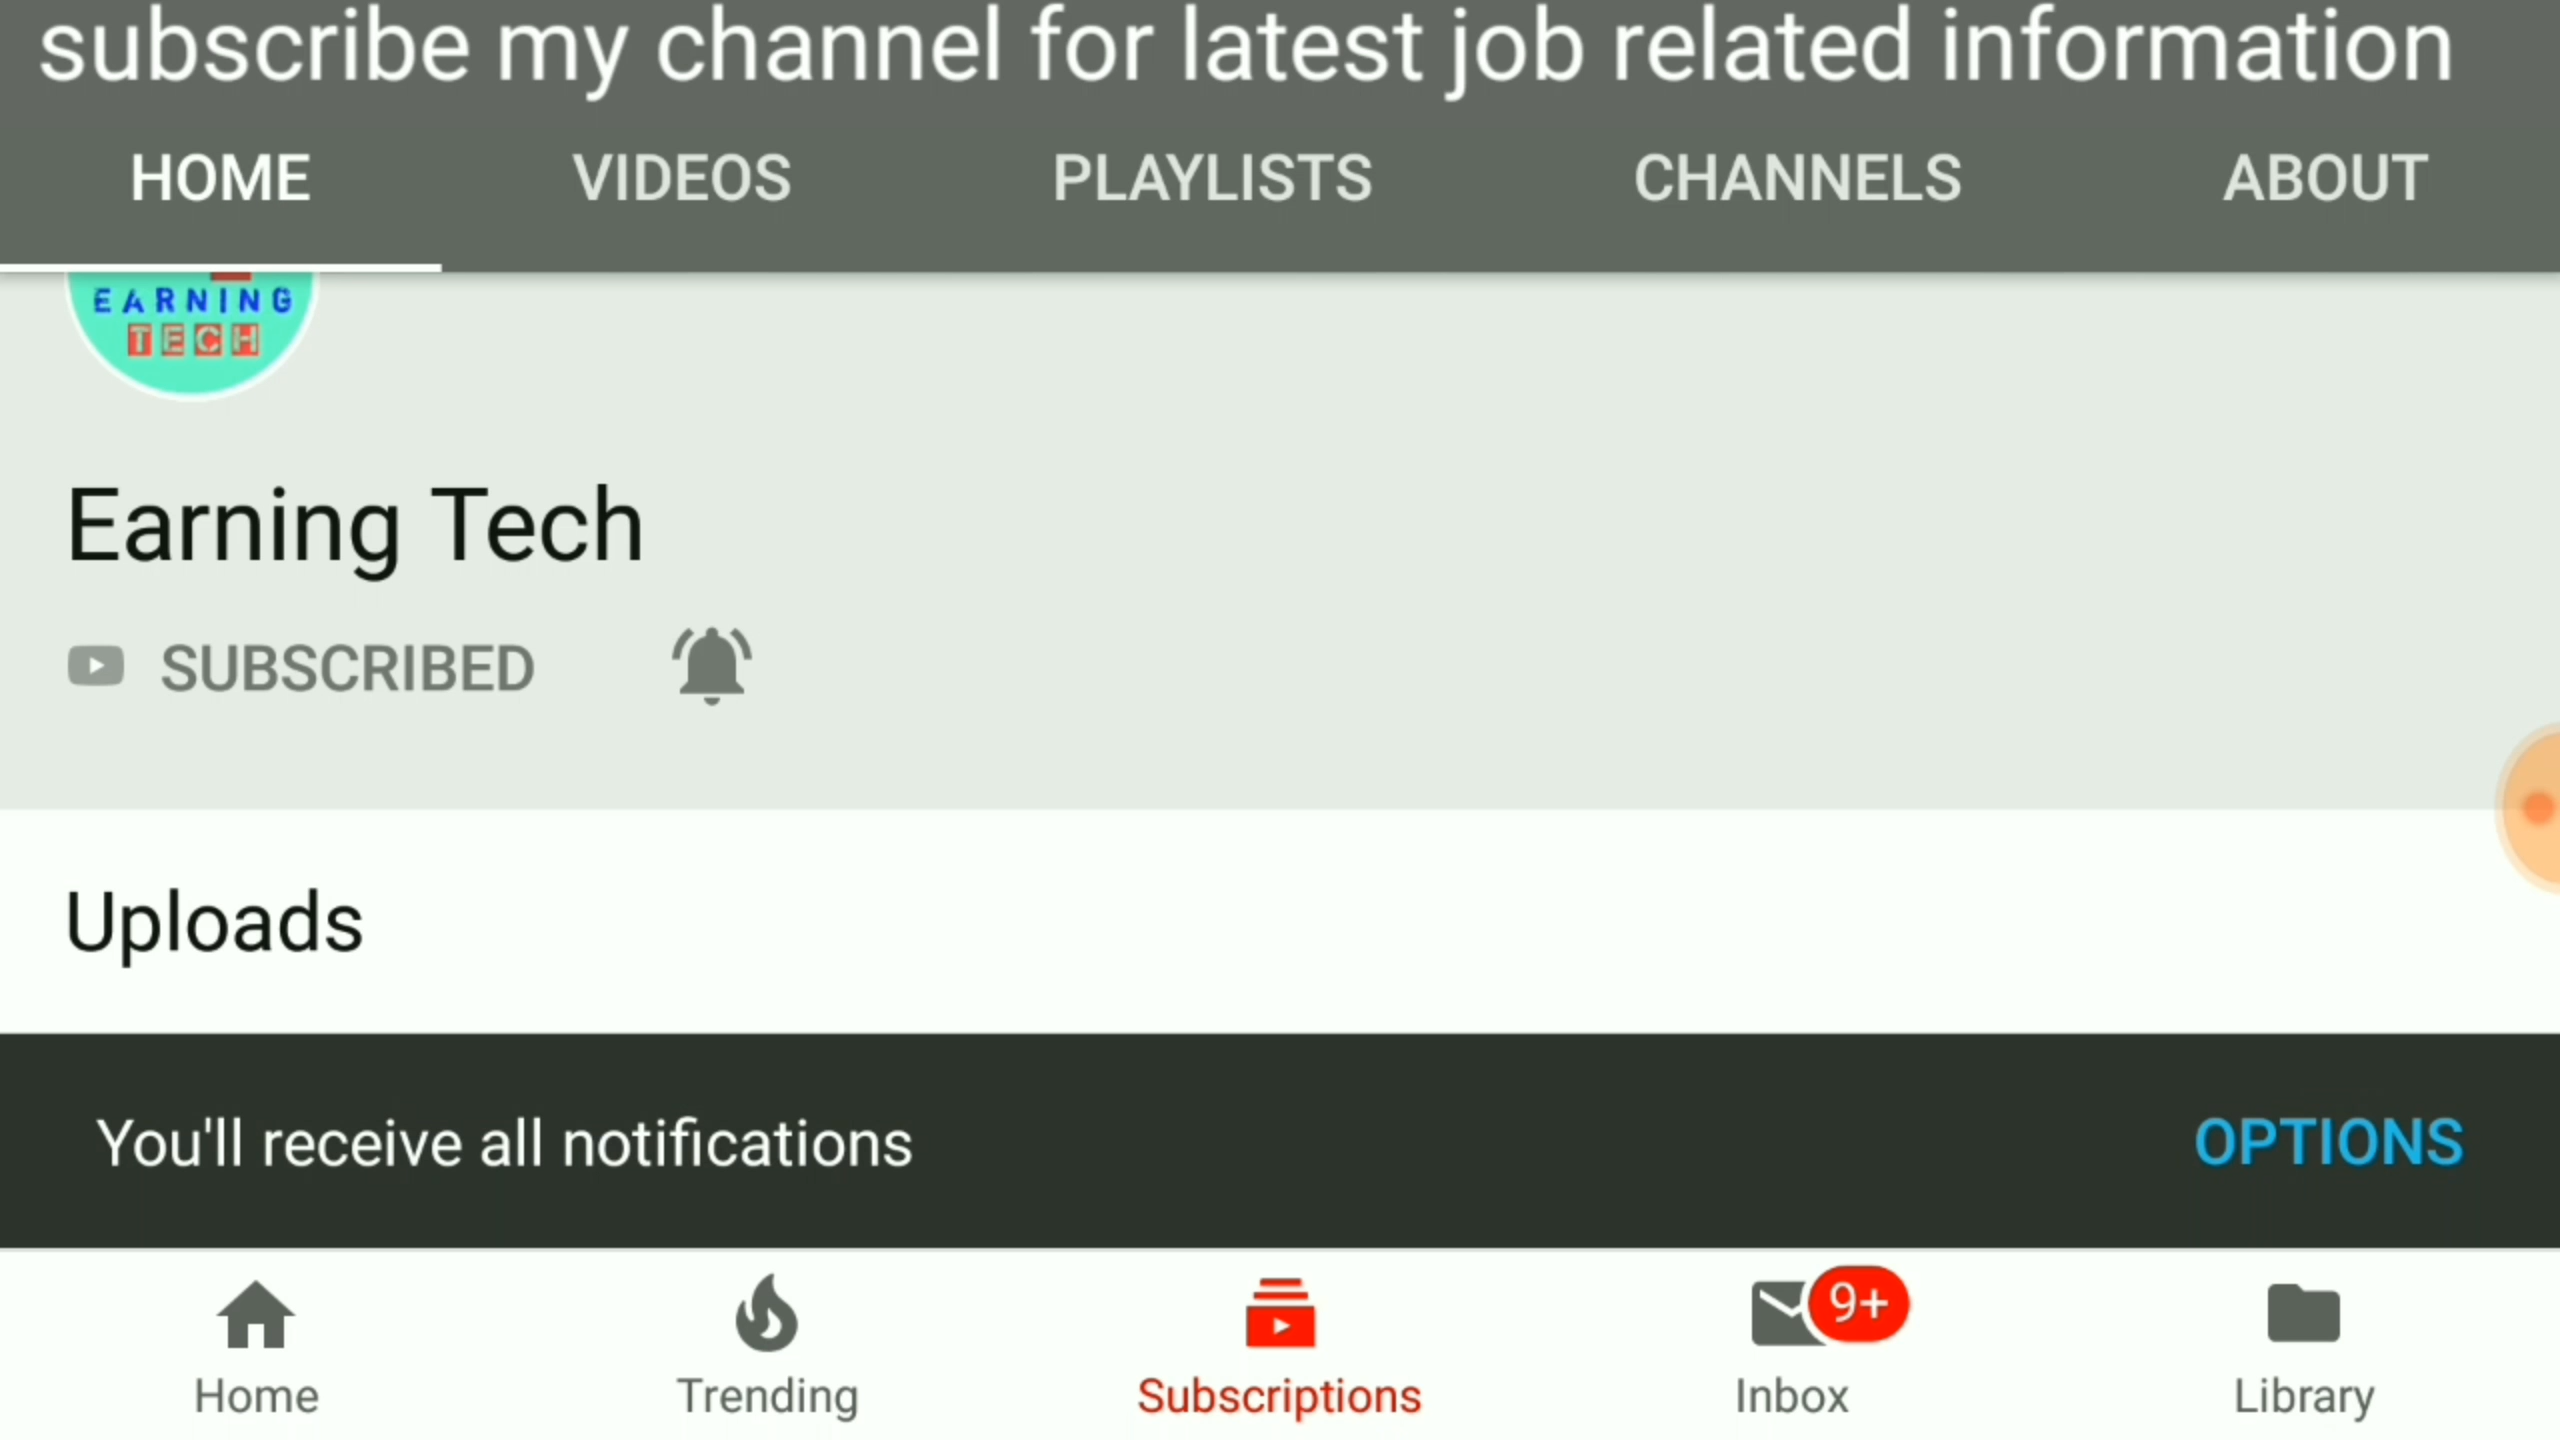 subscribe my channel for latest job related information
HOME VIDEOS PLAYLISTS CHANNELS ABOUT
EARNING
TECH
Earning Tech
SUBSCRIBED
Uploads
You'll receive all notifications OPTIONS
9+
Home Trending Subscriptions Inbox Library